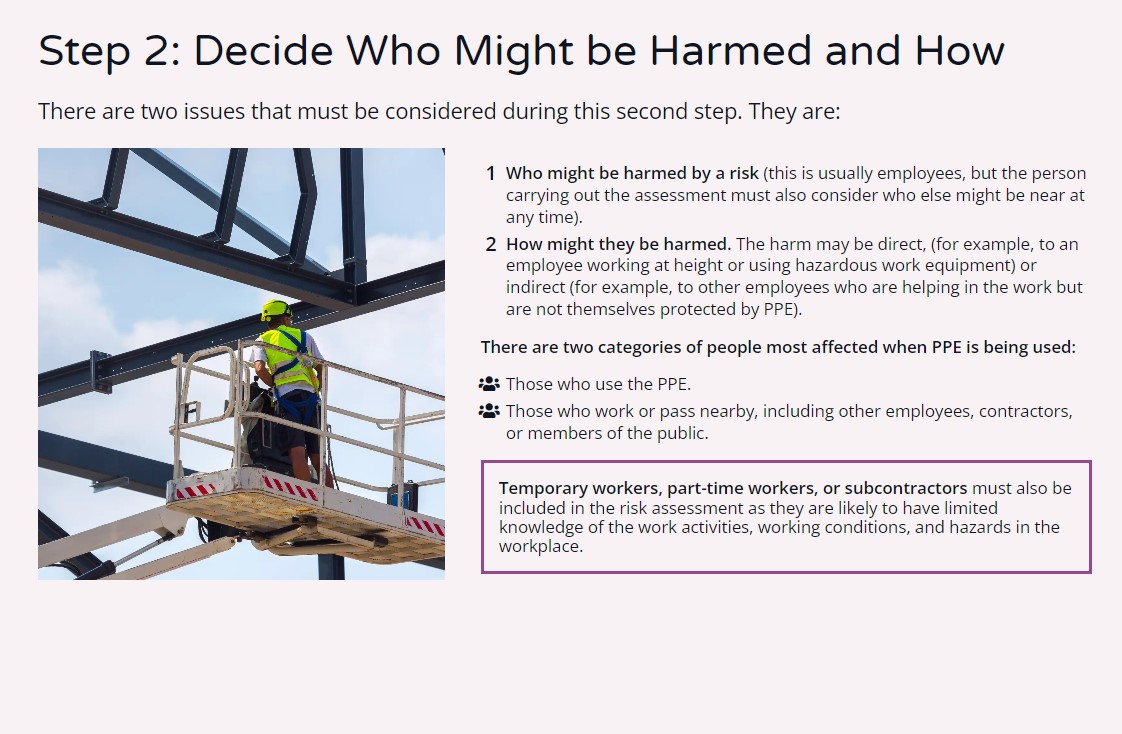 Step 2: Decide Who Might be Harmed and How
There are two issues that must be considered during this second step. They are:
1 Who might be harmed by a risk (this is usually employees, but the person
carrying out the assessment must also consider who else might be near at
any time).
2 How might they be harmed. The harm may be direct, (for example, to an
employee working at height or using hazardous work equipment) or
indirect (for example, to other employees who are helping in the work but
are not themselves protected by PPE).
There are two categories of people most affected when PPE is being used:
Those who use the PPE.
Those who work or pass nearby, including other employees, contractors,
or members of the public.
Temporary workers, part-time workers, or subcontractors must also be
included in the risk assessment as they are likely to have limited
knowledge of the work activities, working conditions, and hazards in the
workplace.